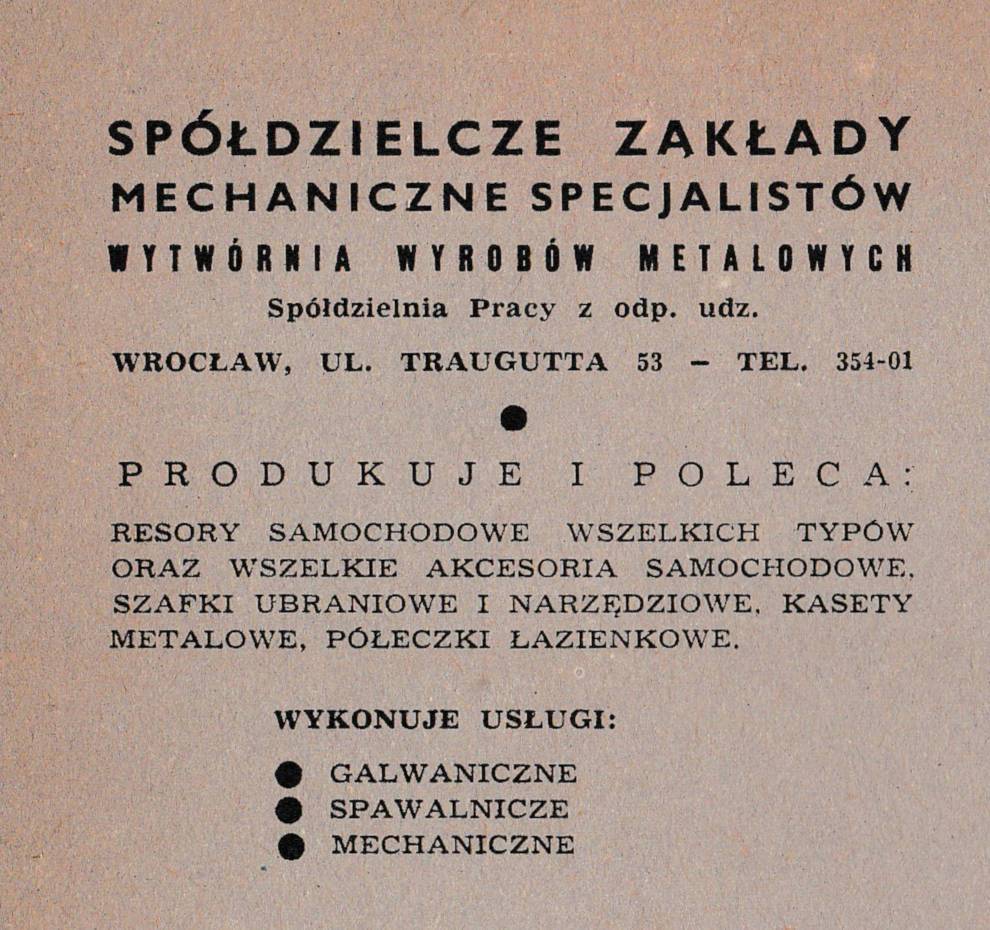 SPÓŁDZIELCZE ZAKŁADY
MECHANICZNE SPECJALISTÓW
WYTWÓRNIA WYROBÓW METALOWYCH
Spółdzielnia Pracy z odp. udz.
WROCŁAW, UL. TRAUGUTTA 53 – TEL. 354-01
●
PRODUKUJE I POLECA:
RESORY SAMOCHODOWE WSZELKICH TYPÓW
ORAZ WSZELKIE AKCESORIA SAMOCHODOWE,
SZAFKI UBRANIOWE I NARZĘDZIOWE, KASETY
METALOWE, PÓŁECZKI ŁAZIENKOWE.
WYKONUJE USŁUGI:
● GALWANICZNE
● SPAWALNICZE
● MECHANICZNE